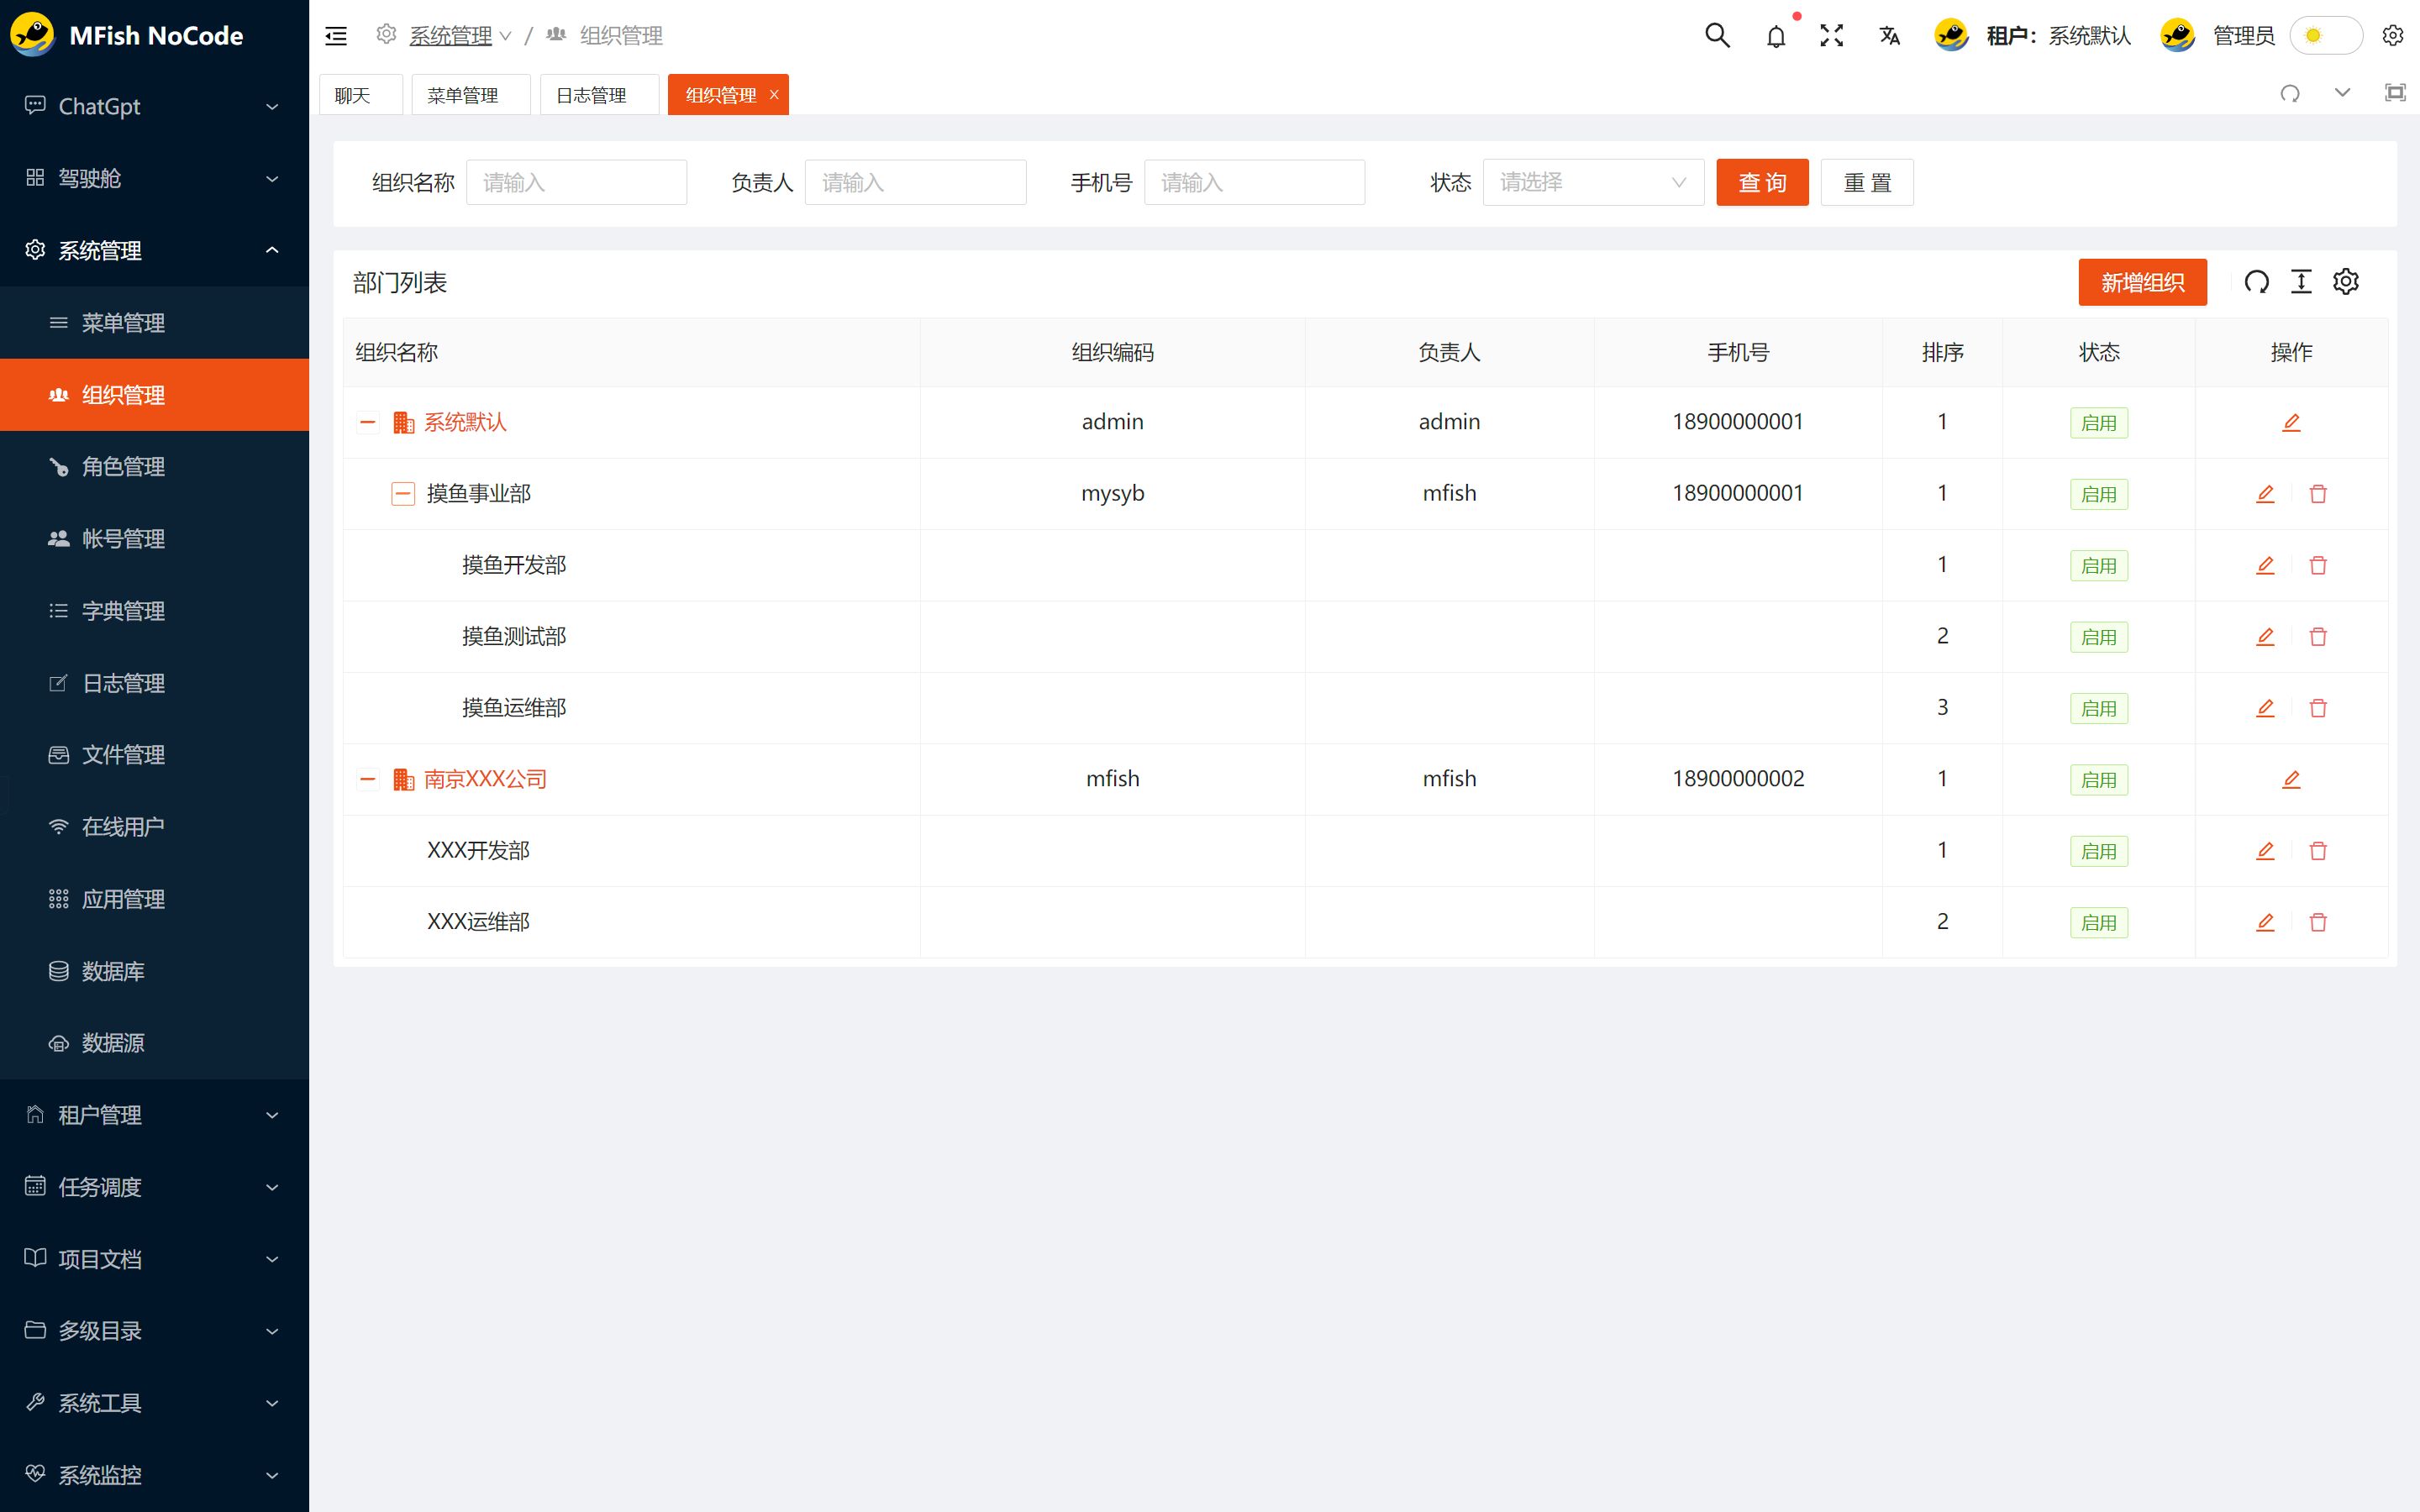 MFish NoCode
ChatGpt
驾驶舱
系统管理
菜单管理
组织管理
角色管理
帐号管理
字典管理
日志管理
文件管理
在线用户
应用管理
数据库
数据源
租户管理
任务调度
项目文档
多级目录
系统工具
系统监控
系统管理 / 组织管理
租户：系统默认 管理员
聊天 菜单管理 日志管理 组织管理 ×
组织名称 请输入 负责人 请输入 手机号 请输入 状态 请选择 查 询 重 置
部门列表 新增组织
组织名称 组织编码 负责人 手机号 排序 状态 操作
系统默认 admin admin 18900000001 1 启用
摸鱼事业部 mysyb mfish 18900000001 1 启用
摸鱼开发部 1 启用
摸鱼测试部 2 启用
摸鱼运维部 3 启用
南京XXX公司 mfish mfish 18900000002 1 启用
XXX开发部 1 启用
XXX运维部 2 启用